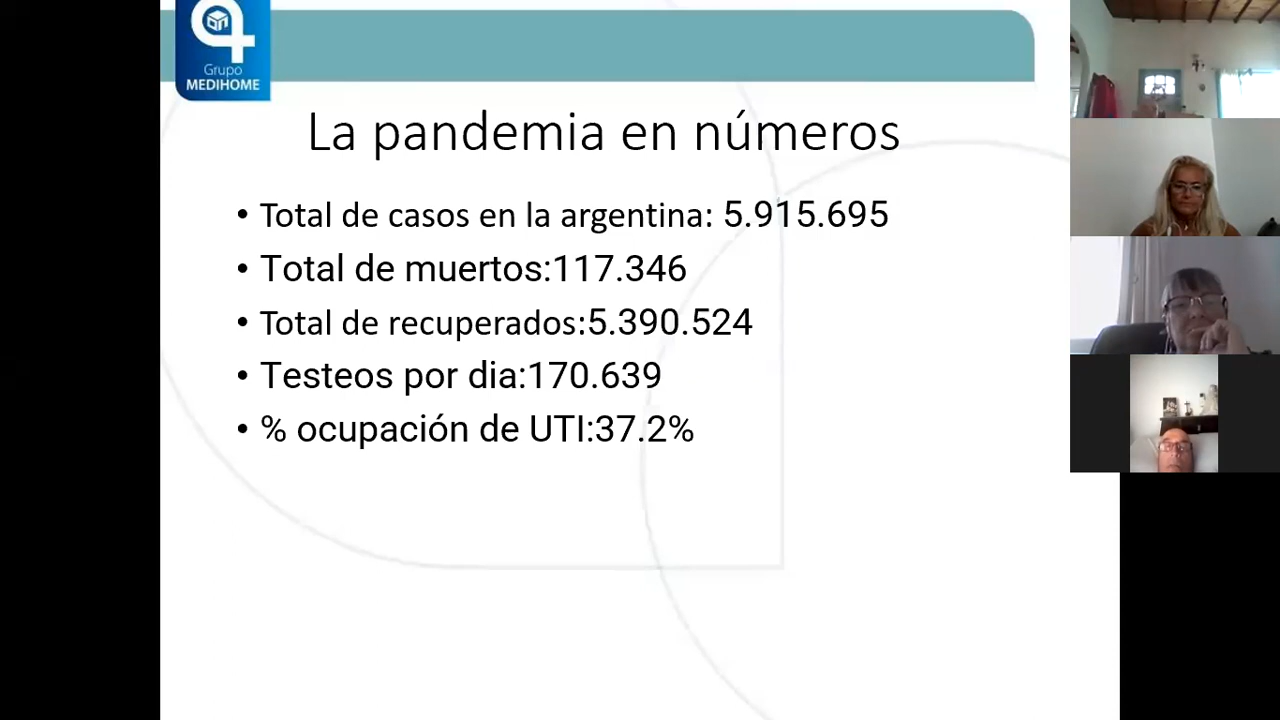 Grupo
MEDIHOME
La pandemia en números
• Total de casos en la argentina: 5.915.695
• Total de muertos:117.346
• Total de recuperados:5.390.524
• Testeos por dia:170.639
• % ocupación de UTI:37.2%